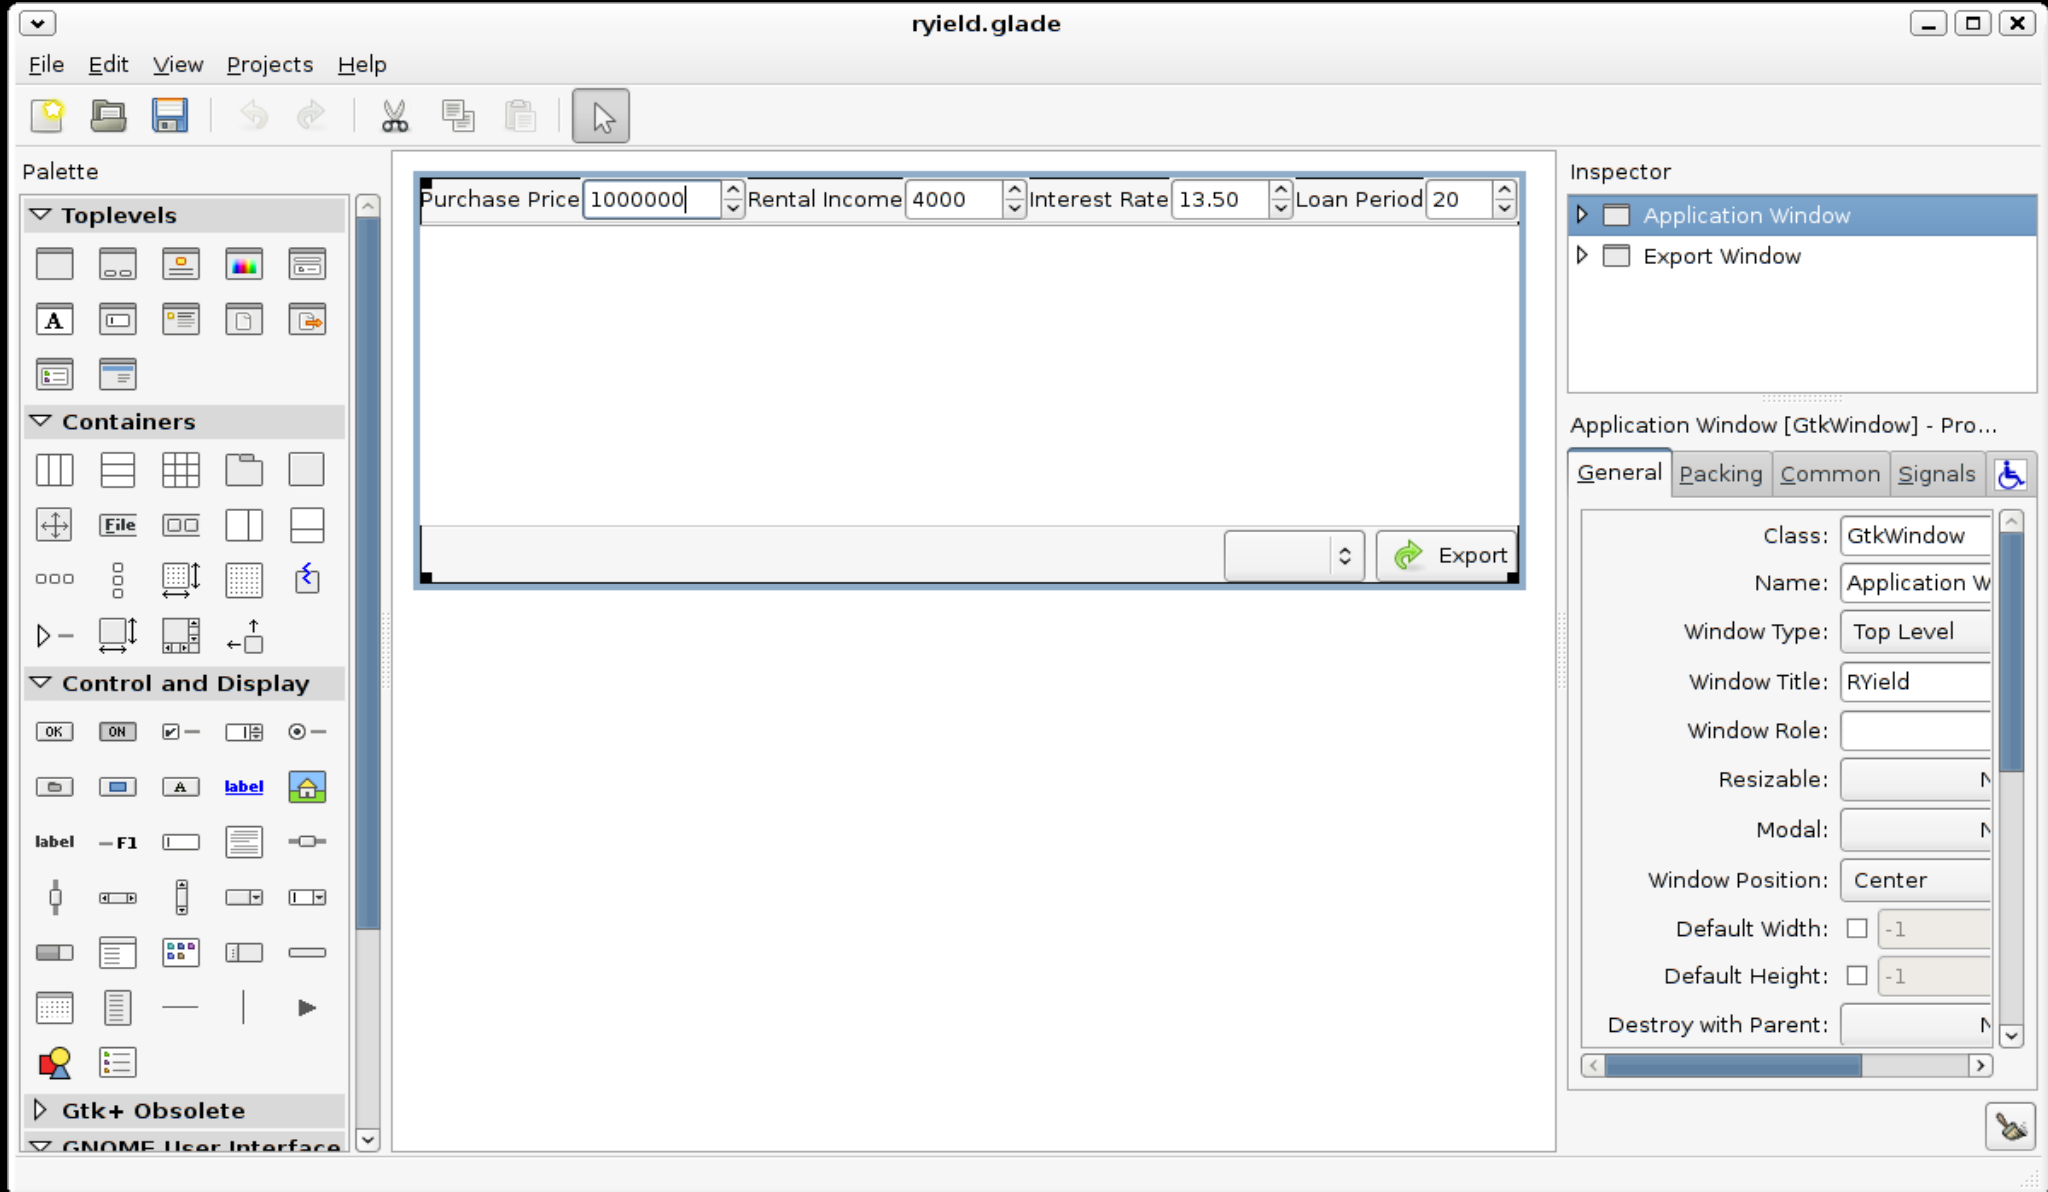 ryield.glade
File Edit View Projects Help
Palette
Toplevels
A
Containers
File
Control and Display
OK ON
A label
label F1
Gtk+ Obsolete
GNOME User Interface
Purchase Price 1000000 Rental Income 4000 Interest Rate 13.50 Loan Period 20
Export
Inspector
Application Window
Export Window
Application Window [GtkWindow] - Pro...
General Packing Common Signals
Class: GtkWindow
Name: Application W
Window Type: Top Level
Window Title: RYield
Window Role:
Resizable: N
Modal: N
Window Position: Center
Default Width: -1
Default Height: -1
Destroy with Parent: N